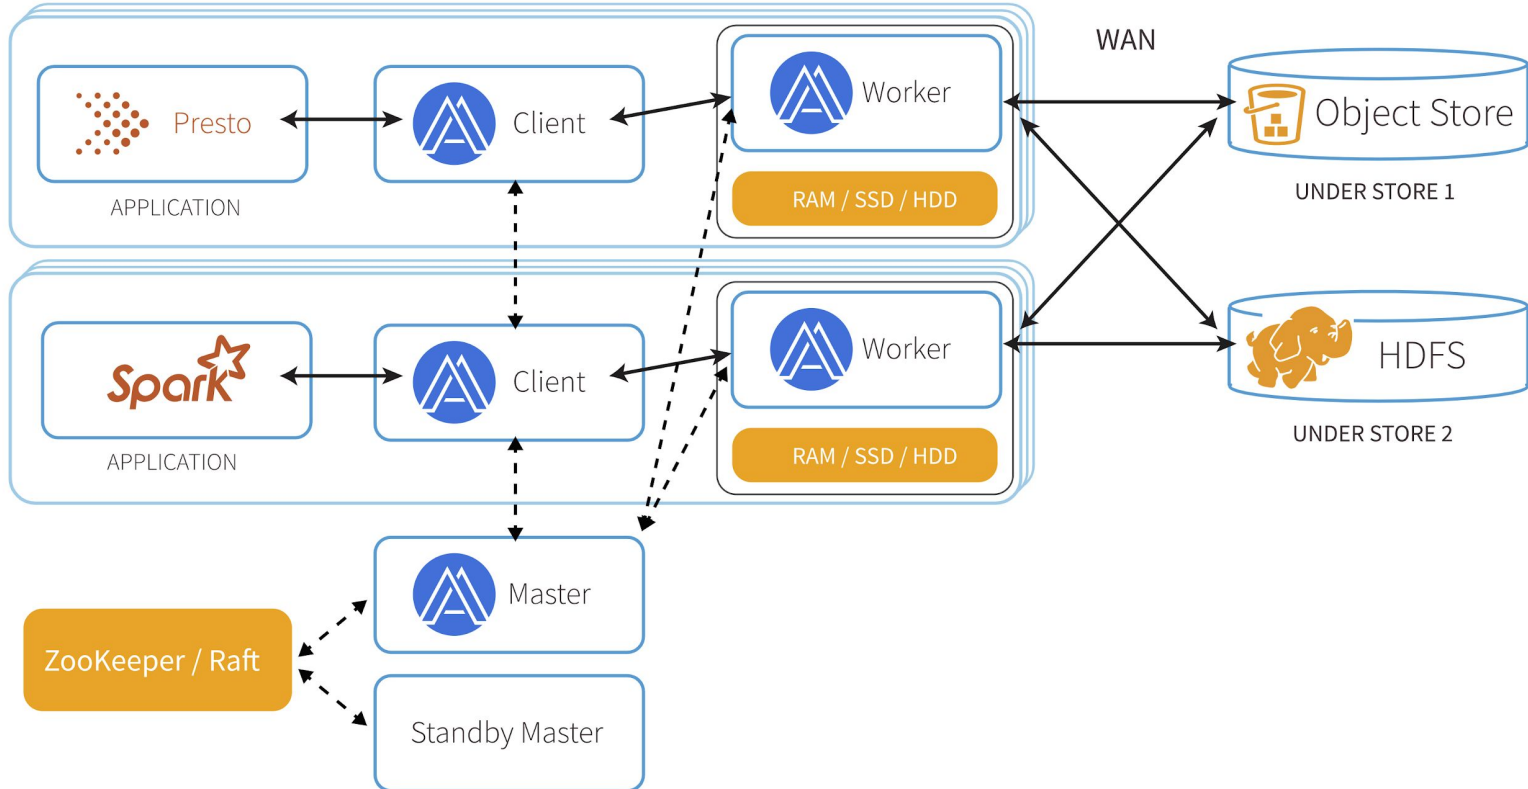 WAN
Presto
Client
Worker
Object Store
APPLICATION
RAM / SSD / HDD
UNDER STORE 1
Spark
Client
Worker
HDFS
APPLICATION
RAM / SSD / HDD
UNDER STORE 2
Master
ZooKeeper / Raft
Standby Master